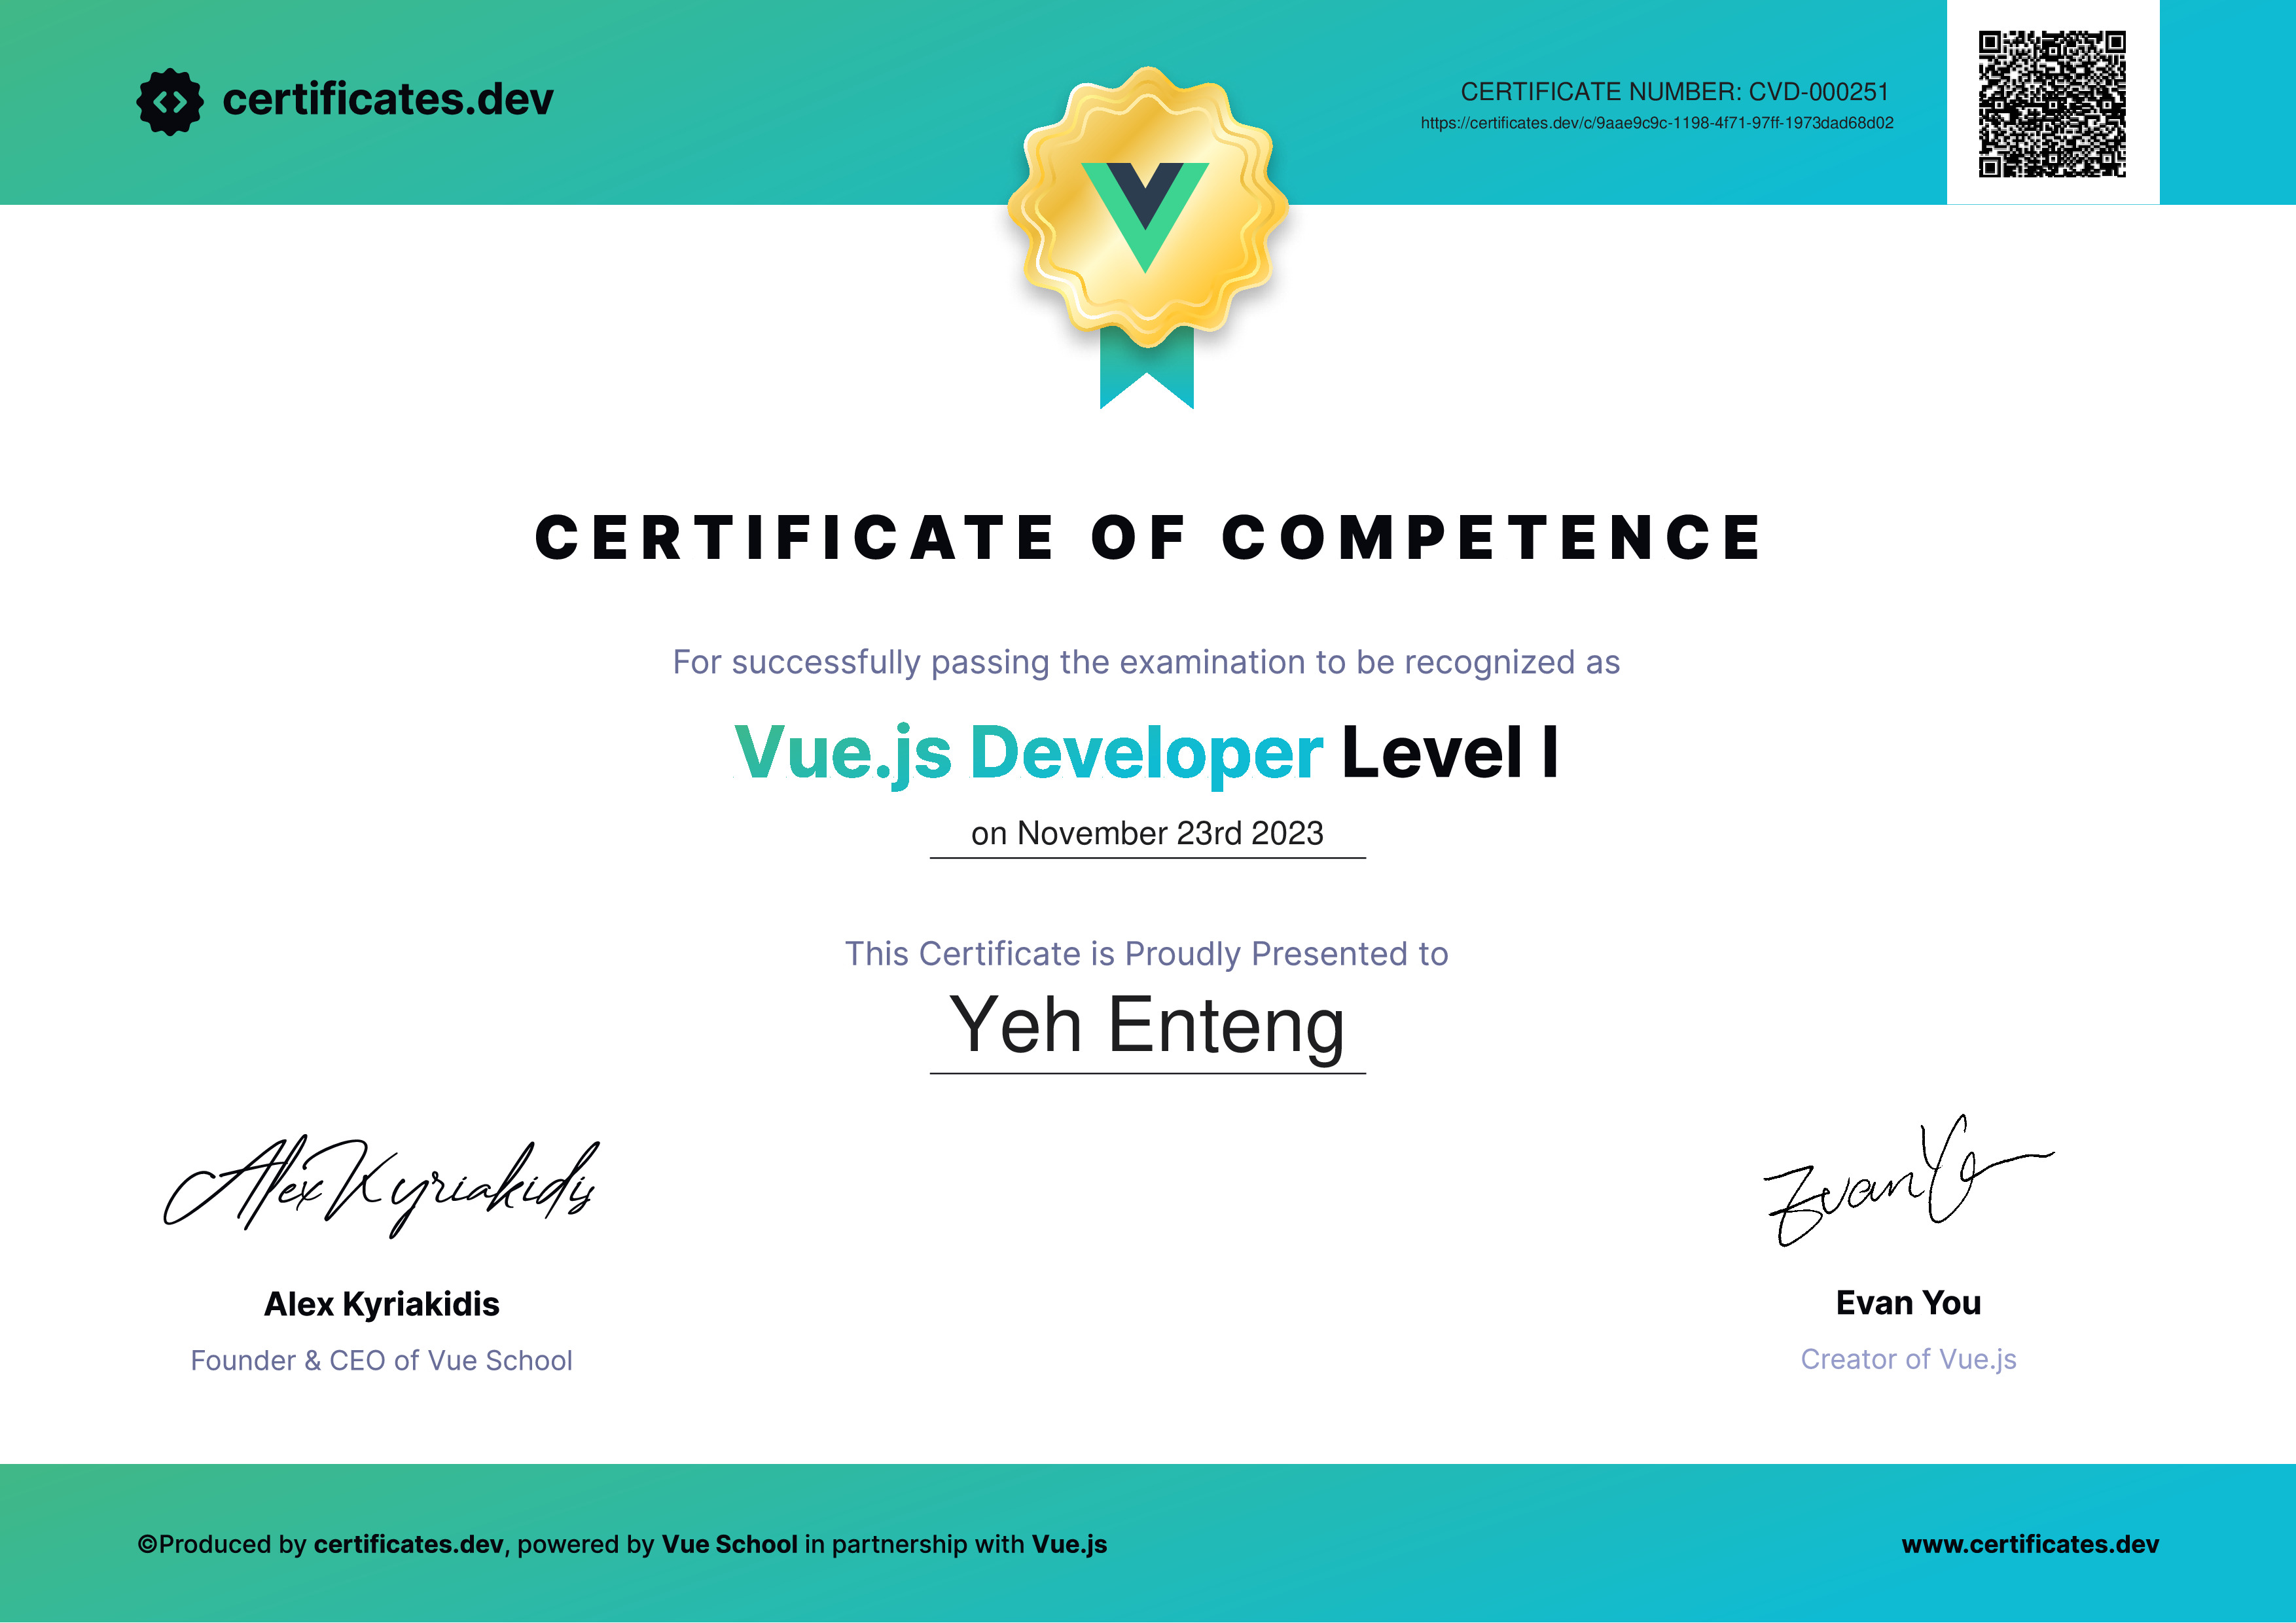 certificates.dev
CERTIFICATE NUMBER: CVD-000251
https://certificates.dev/c/9aae9c9c-1198-4f71-97ff-1973dad68d02
CERTIFICATE OF COMPETENCE
For successfully passing the examination to be recognized as
Vue.js Developer Level I
on November 23rd 2023
This Certificate is Proudly Presented to
Yeh Enteng
Alex Kyriakidis
Evan You
Alex Kyriakidis
Evan You
Founder & CEO of Vue School
Creator of Vue.js
©Produced by certificates.dev, powered by Vue School in partnership with Vue.js
www.certificates.dev